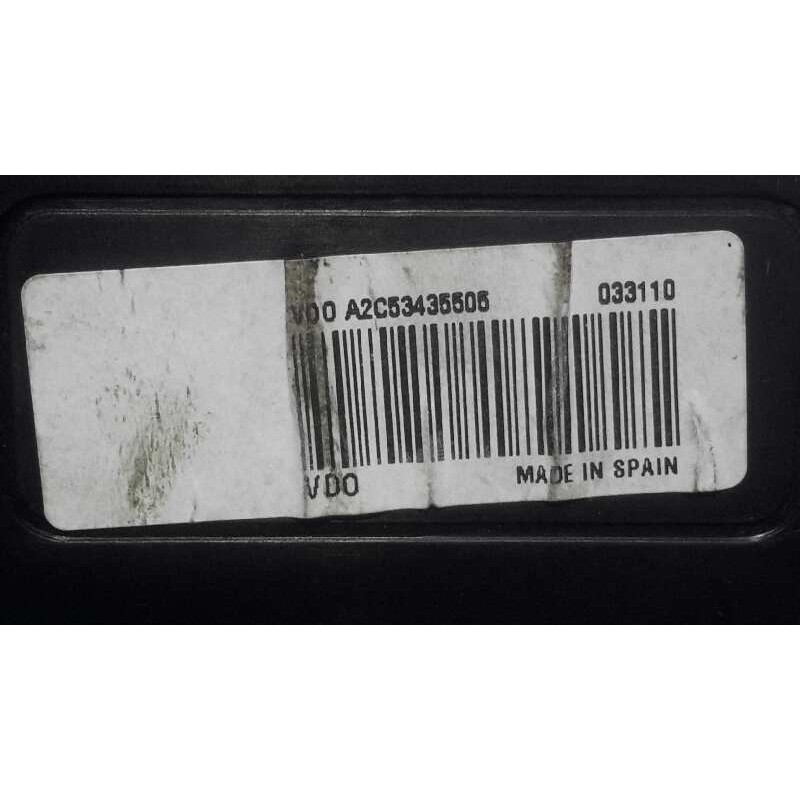 VDO A2C53435505 033110
VDO MADE IN SPAIN